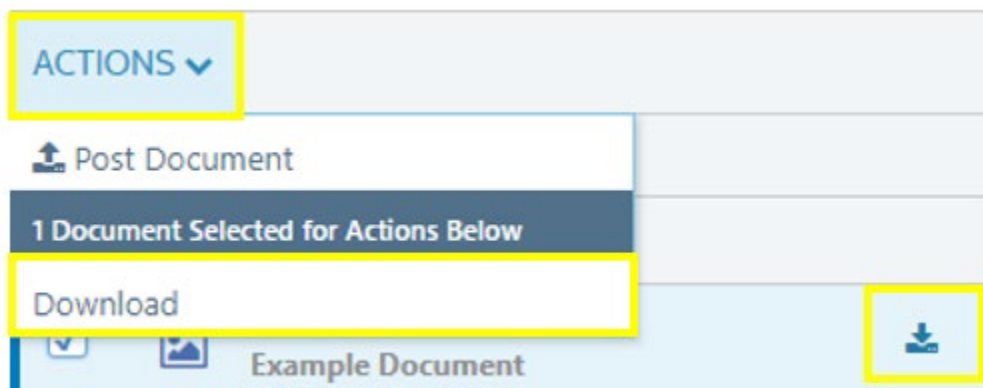 ACTIONS
Post Document
1 Document Selected for Actions Below
Download
Example Document